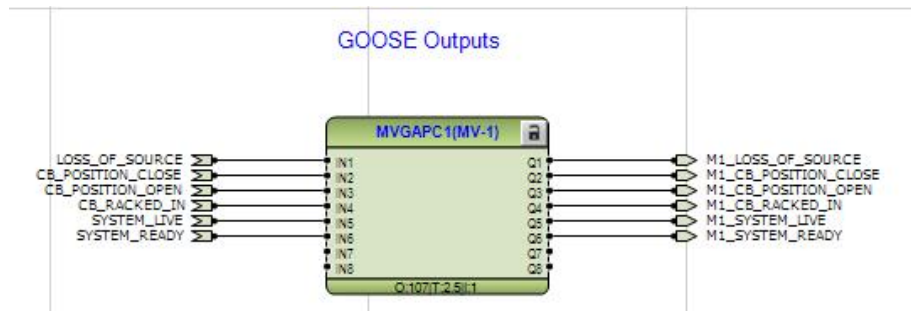 GOOSE Outputs
MVGAPC1(MV-1)
LOSS_OF_SOURCE IN1 Q1 M1_LOSS_OF_SOURCE
CB_POSITION_CLOSE IN2 Q2 M1_CB_POSITION_CLOSE
CB_POSITION_OPEN IN3 Q3 M1_CB_POSITION_OPEN
CB_RACKED_IN IN4 Q4 M1_CB_RACKED_IN
SYSTEM_LIVE IN5 Q5 M1_SYSTEM_LIVE
SYSTEM_READY IN6 Q6 M1_SYSTEM_READY
IN7 Q7
IN8 Q8
O:107|T:2.5|I:1